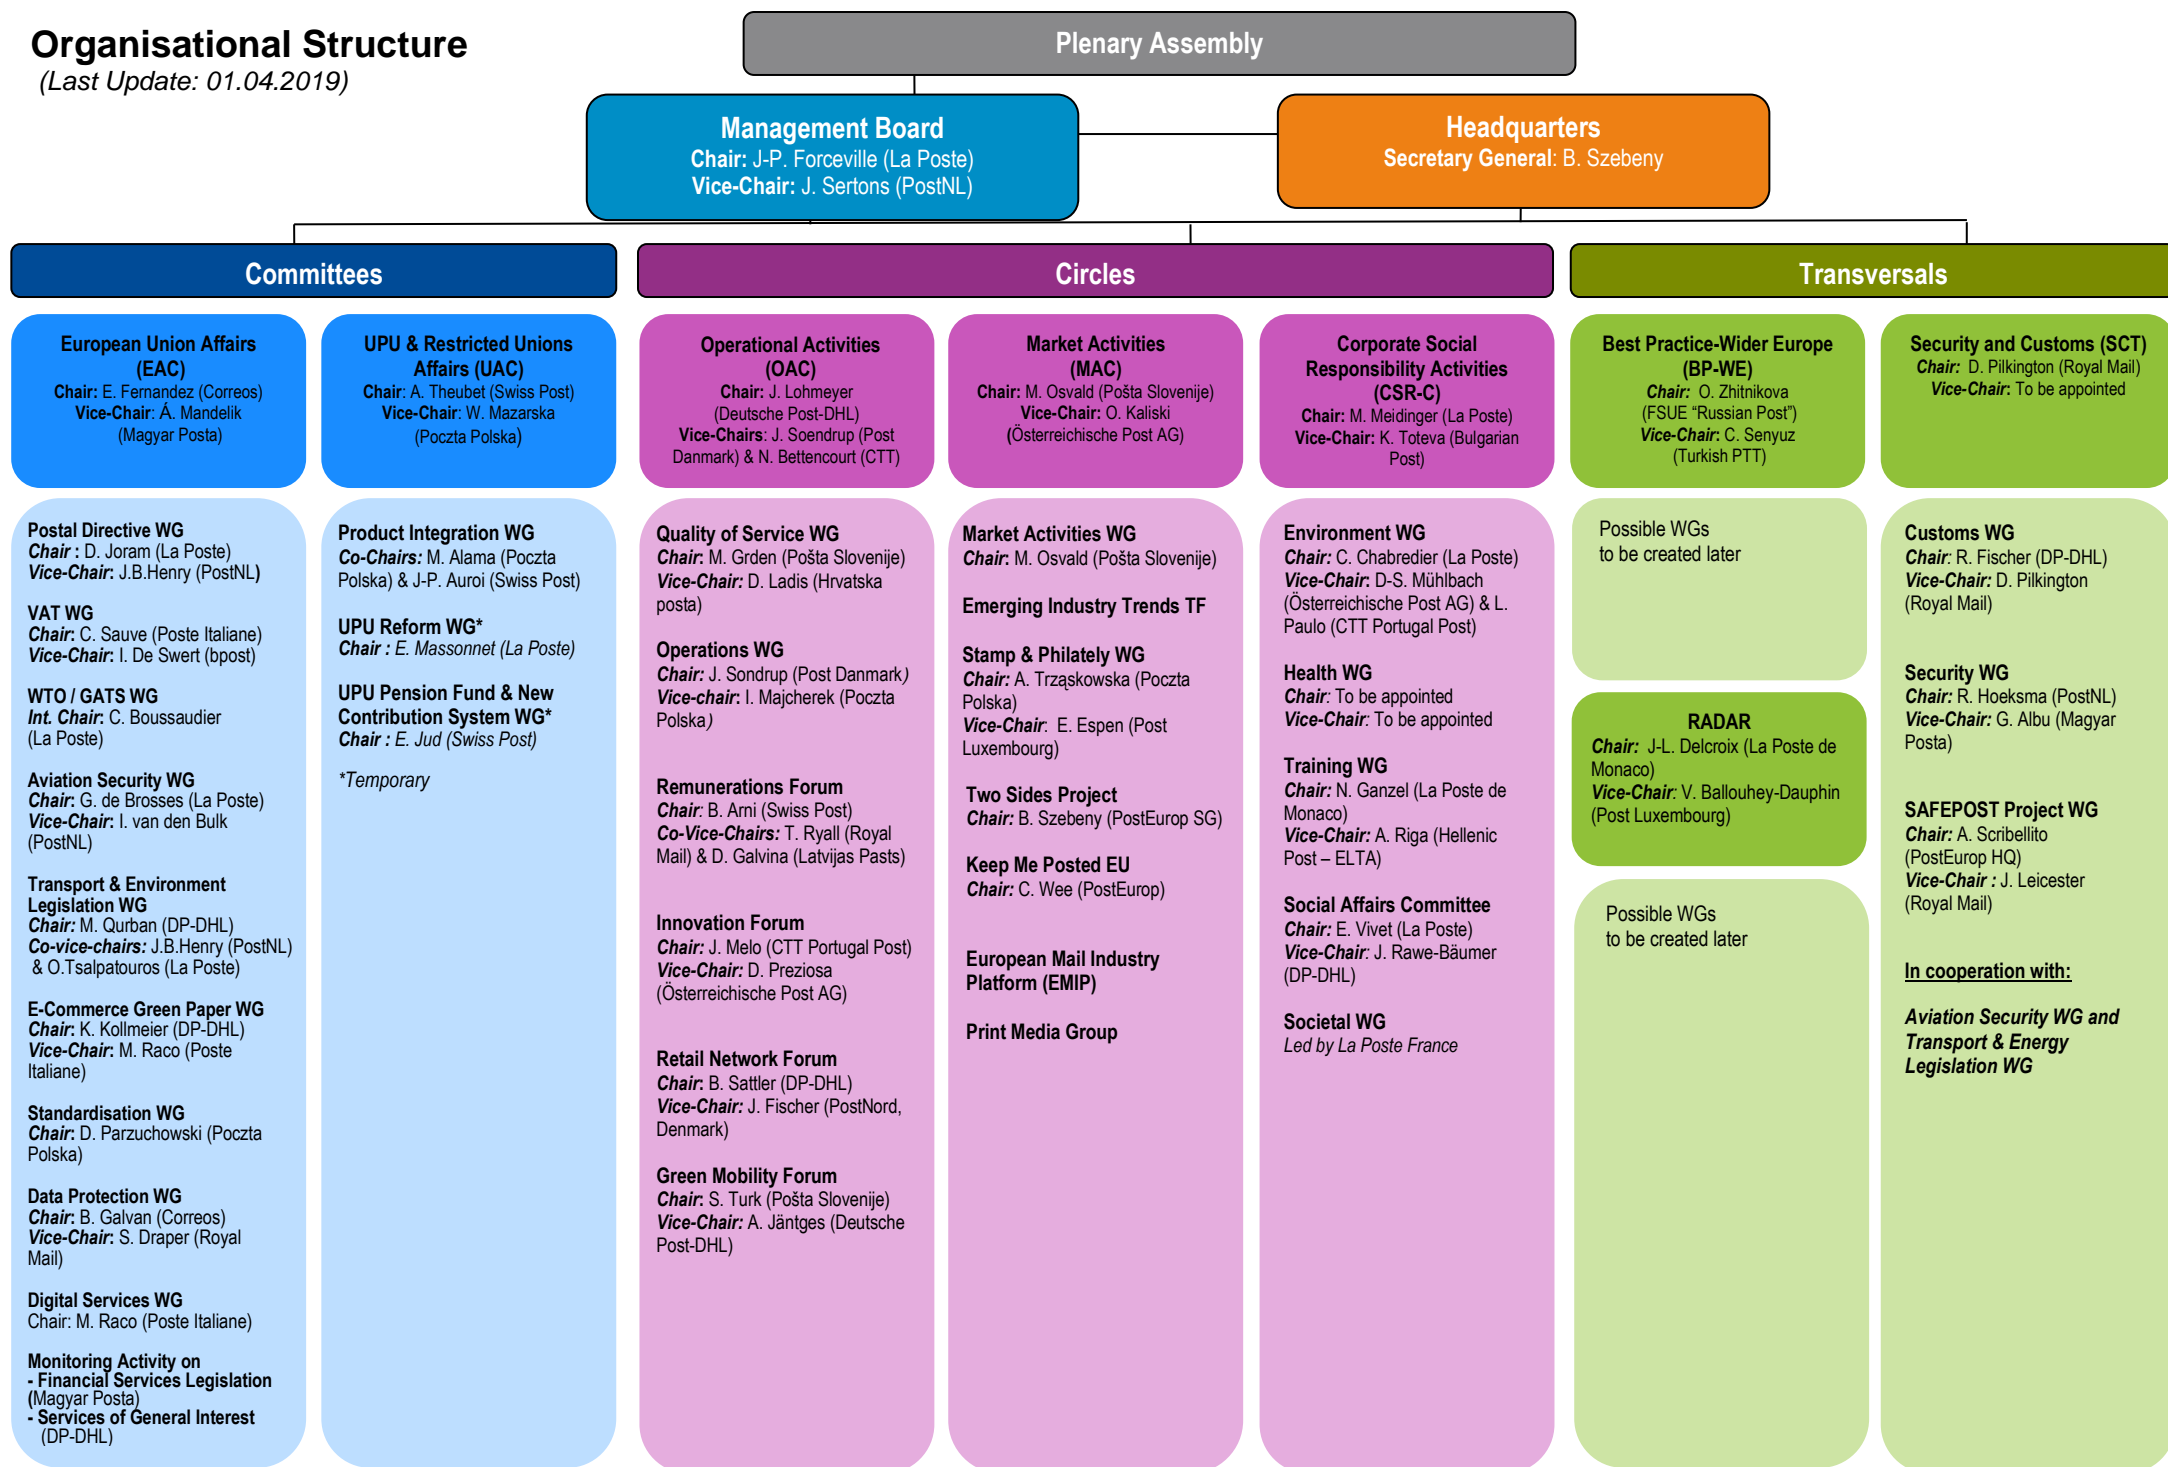 Organisational Structure
(Last Update: 01.04.2019)
Plenary Assembly
Management Board
Chair: J-P. Forceville (La Poste)
Vice-Chair: J. Sertons (PostNL)
Headquarters
Secretary General: B. Szebeny
Committees
Circles
Transversals
European Union Affairs
(EAC)
Chair: E. Fernandez (Correos)
Vice-Chair: Á. Mandelik
(Magyar Posta)
UPU & Restricted Unions
Affairs (UAC)
Chair: A. Theubet (Swiss Post)
Vice-Chair: W. Mazarska
(Poczta Polska)
Operational Activities
(OAC)
Chair: J. Lohmeyer
(Deutsche Post-DHL)
Vice-Chairs: J. Soendrup (Post
Danmark) & N. Bettencourt (CTT)
Market Activities
(MAC)
Chair: M. Osvald (Pošta Slovenije)
Vice-Chair: O. Kaliski
(Österreichische Post AG)
Corporate Social
Responsibility Activities
(CSR-C)
Chair: M. Meidinger (La Poste)
Vice-Chair: K. Toteva (Bulgarian
Post)
Best Practice-Wider Europe
(BP-WE)
Chair: O. Zhitnikova
(FSUE “Russian Post”)
Vice-Chair: C. Senyuz
(Turkish PTT)
Security and Customs (SCT)
Chair: D. Pilkington (Royal Mail)
Vice-Chair: To be appointed
Postal Directive WG
Chair : D. Joram (La Poste)
Vice-Chair: J.B.Henry (PostNL)
VAT WG
Chair: C. Sauve (Poste Italiane)
Vice-Chair: I. De Swert (bpost)
WTO / GATS WG
Int. Chair: C. Boussaudier
(La Poste)
Aviation Security WG
Chair: G. de Brosses (La Poste)
Vice-Chair: I. van den Bulk
(PostNL)
Transport & Environment
Legislation WG
Chair: M. Qurban (DP-DHL)
Co-vice-chairs: J.B.Henry (PostNL)
& O.Tsalpatouros (La Poste)
E-Commerce Green Paper WG
Chair: K. Kollmeier (DP-DHL)
Vice-Chair: M. Raco (Poste
Italiane)
Standardisation WG
Chair: D. Parzuchowski (Poczta
Polska)
Data Protection WG
Chair: B. Galvan (Correos)
Vice-Chair: S. Draper (Royal
Mail)
Digital Services WG
Chair: M. Raco (Poste Italiane)
Monitoring Activity on
- Financial Services Legislation
(Magyar Posta)
- Services of General Interest
(DP-DHL)
Product Integration WG
Co-Chairs: M. Alama (Poczta
Polska) & J-P. Auroi (Swiss Post)
UPU Reform WG*
Chair : E. Massonnet (La Poste)
UPU Pension Fund & New
Contribution System WG*
Chair : E. Jud (Swiss Post)
*Temporary
Quality of Service WG
Chair: M. Grden (Pošta Slovenije)
Vice-Chair: D. Ladis (Hrvatska
posta)
Operations WG
Chair: J. Sondrup (Post Danmark)
Vice-chair: I. Majcherek (Poczta
Polska)
Remunerations Forum
Chair: B. Arni (Swiss Post)
Co-Vice-Chairs: T. Ryall (Royal
Mail) & D. Galvina (Latvijas Pasts)
Innovation Forum
Chair: J. Melo (CTT Portugal Post)
Vice-Chair: D. Preziosa
(Österreichische Post AG)
Retail Network Forum
Chair: B. Sattler (DP-DHL)
Vice-Chair: J. Fischer (PostNord,
Denmark)
Green Mobility Forum
Chair: S. Turk (Pošta Slovenije)
Vice-Chair: A. Jäntges (Deutsche
Post-DHL)
Market Activities WG
Chair: M. Osvald (Pošta Slovenije)
Emerging Industry Trends TF
Stamp & Philately WG
Chair: A. Trząskowska (Poczta
Polska)
Vice-Chair: E. Espen (Post
Luxembourg)
Two Sides Project
Chair: B. Szebeny (PostEurop SG)
Keep Me Posted EU
Chair: C. Wee (PostEurop)
European Mail Industry
Platform (EMIP)
Print Media Group
Environment WG
Chair: C. Chabredier (La Poste)
Vice-Chair: D-S. Mühlbach
(Österreichische Post AG) & L.
Paulo (CTT Portugal Post)
Health WG
Chair: To be appointed
Vice-Chair: To be appointed
Training WG
Chair: N. Ganzel (La Poste de
Monaco)
Vice-Chair: A. Riga (Hellenic
Post – ELTA)
Social Affairs Committee
Chair: E. Vivet (La Poste)
Vice-Chair: J. Rawe-Bäumer
(DP-DHL)
Societal WG
Led by La Poste France
Possible WGs
to be created later
RADAR
Chair: J-L. Delcroix (La Poste de
Monaco)
Vice-Chair: V. Ballouhey-Dauphin
(Post Luxembourg)
Possible WGs
to be created later
Customs WG
Chair: R. Fischer (DP-DHL)
Vice-Chair: D. Pilkington
(Royal Mail)
Security WG
Chair: R. Hoeksma (PostNL)
Vice-Chair: G. Albu (Magyar
Posta)
SAFEPOST Project WG
Chair: A. Scribellito
(PostEurop HQ)
Vice-Chair : J. Leicester
(Royal Mail)
In cooperation with:
Aviation Security WG and
Transport & Energy
Legislation WG